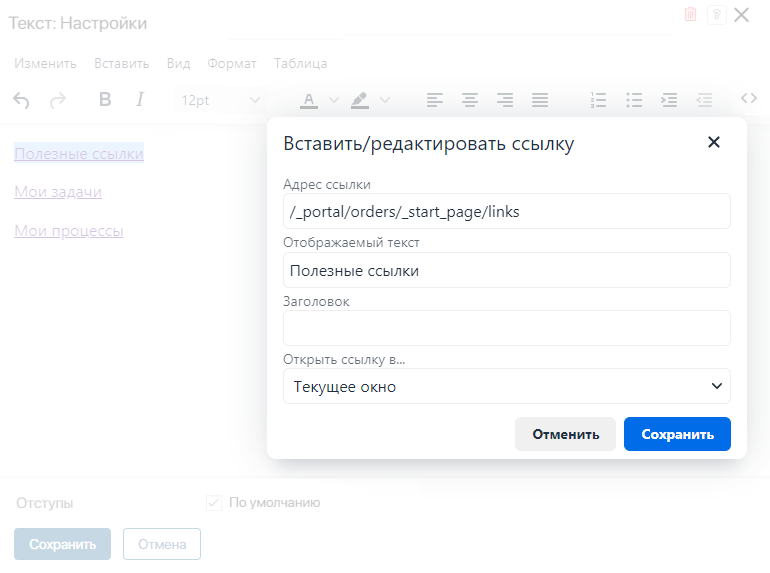 Текст: Настройки
Изменить Вставить Вид Формат Таблица
B I 12pt A
Полезные ссылки
Мои задачи
Мои процессы
Вставить/редактировать ссылку
Адрес ссылки
/_portal/orders/_start_page/links
Отображаемый текст
Полезные ссылки
Заголовок
Открыть ссылку в...
Текущее окно
Отменить Сохранить
Отступы По умолчанию
Сохранить Отмена